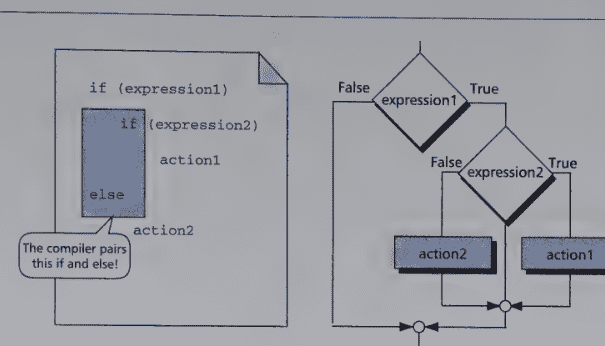 if (expression1)
if (expression2)
action1
else
action2
The compiler pairs
this if and else!
False
True
expression1
False
True
expression2
action2
action1